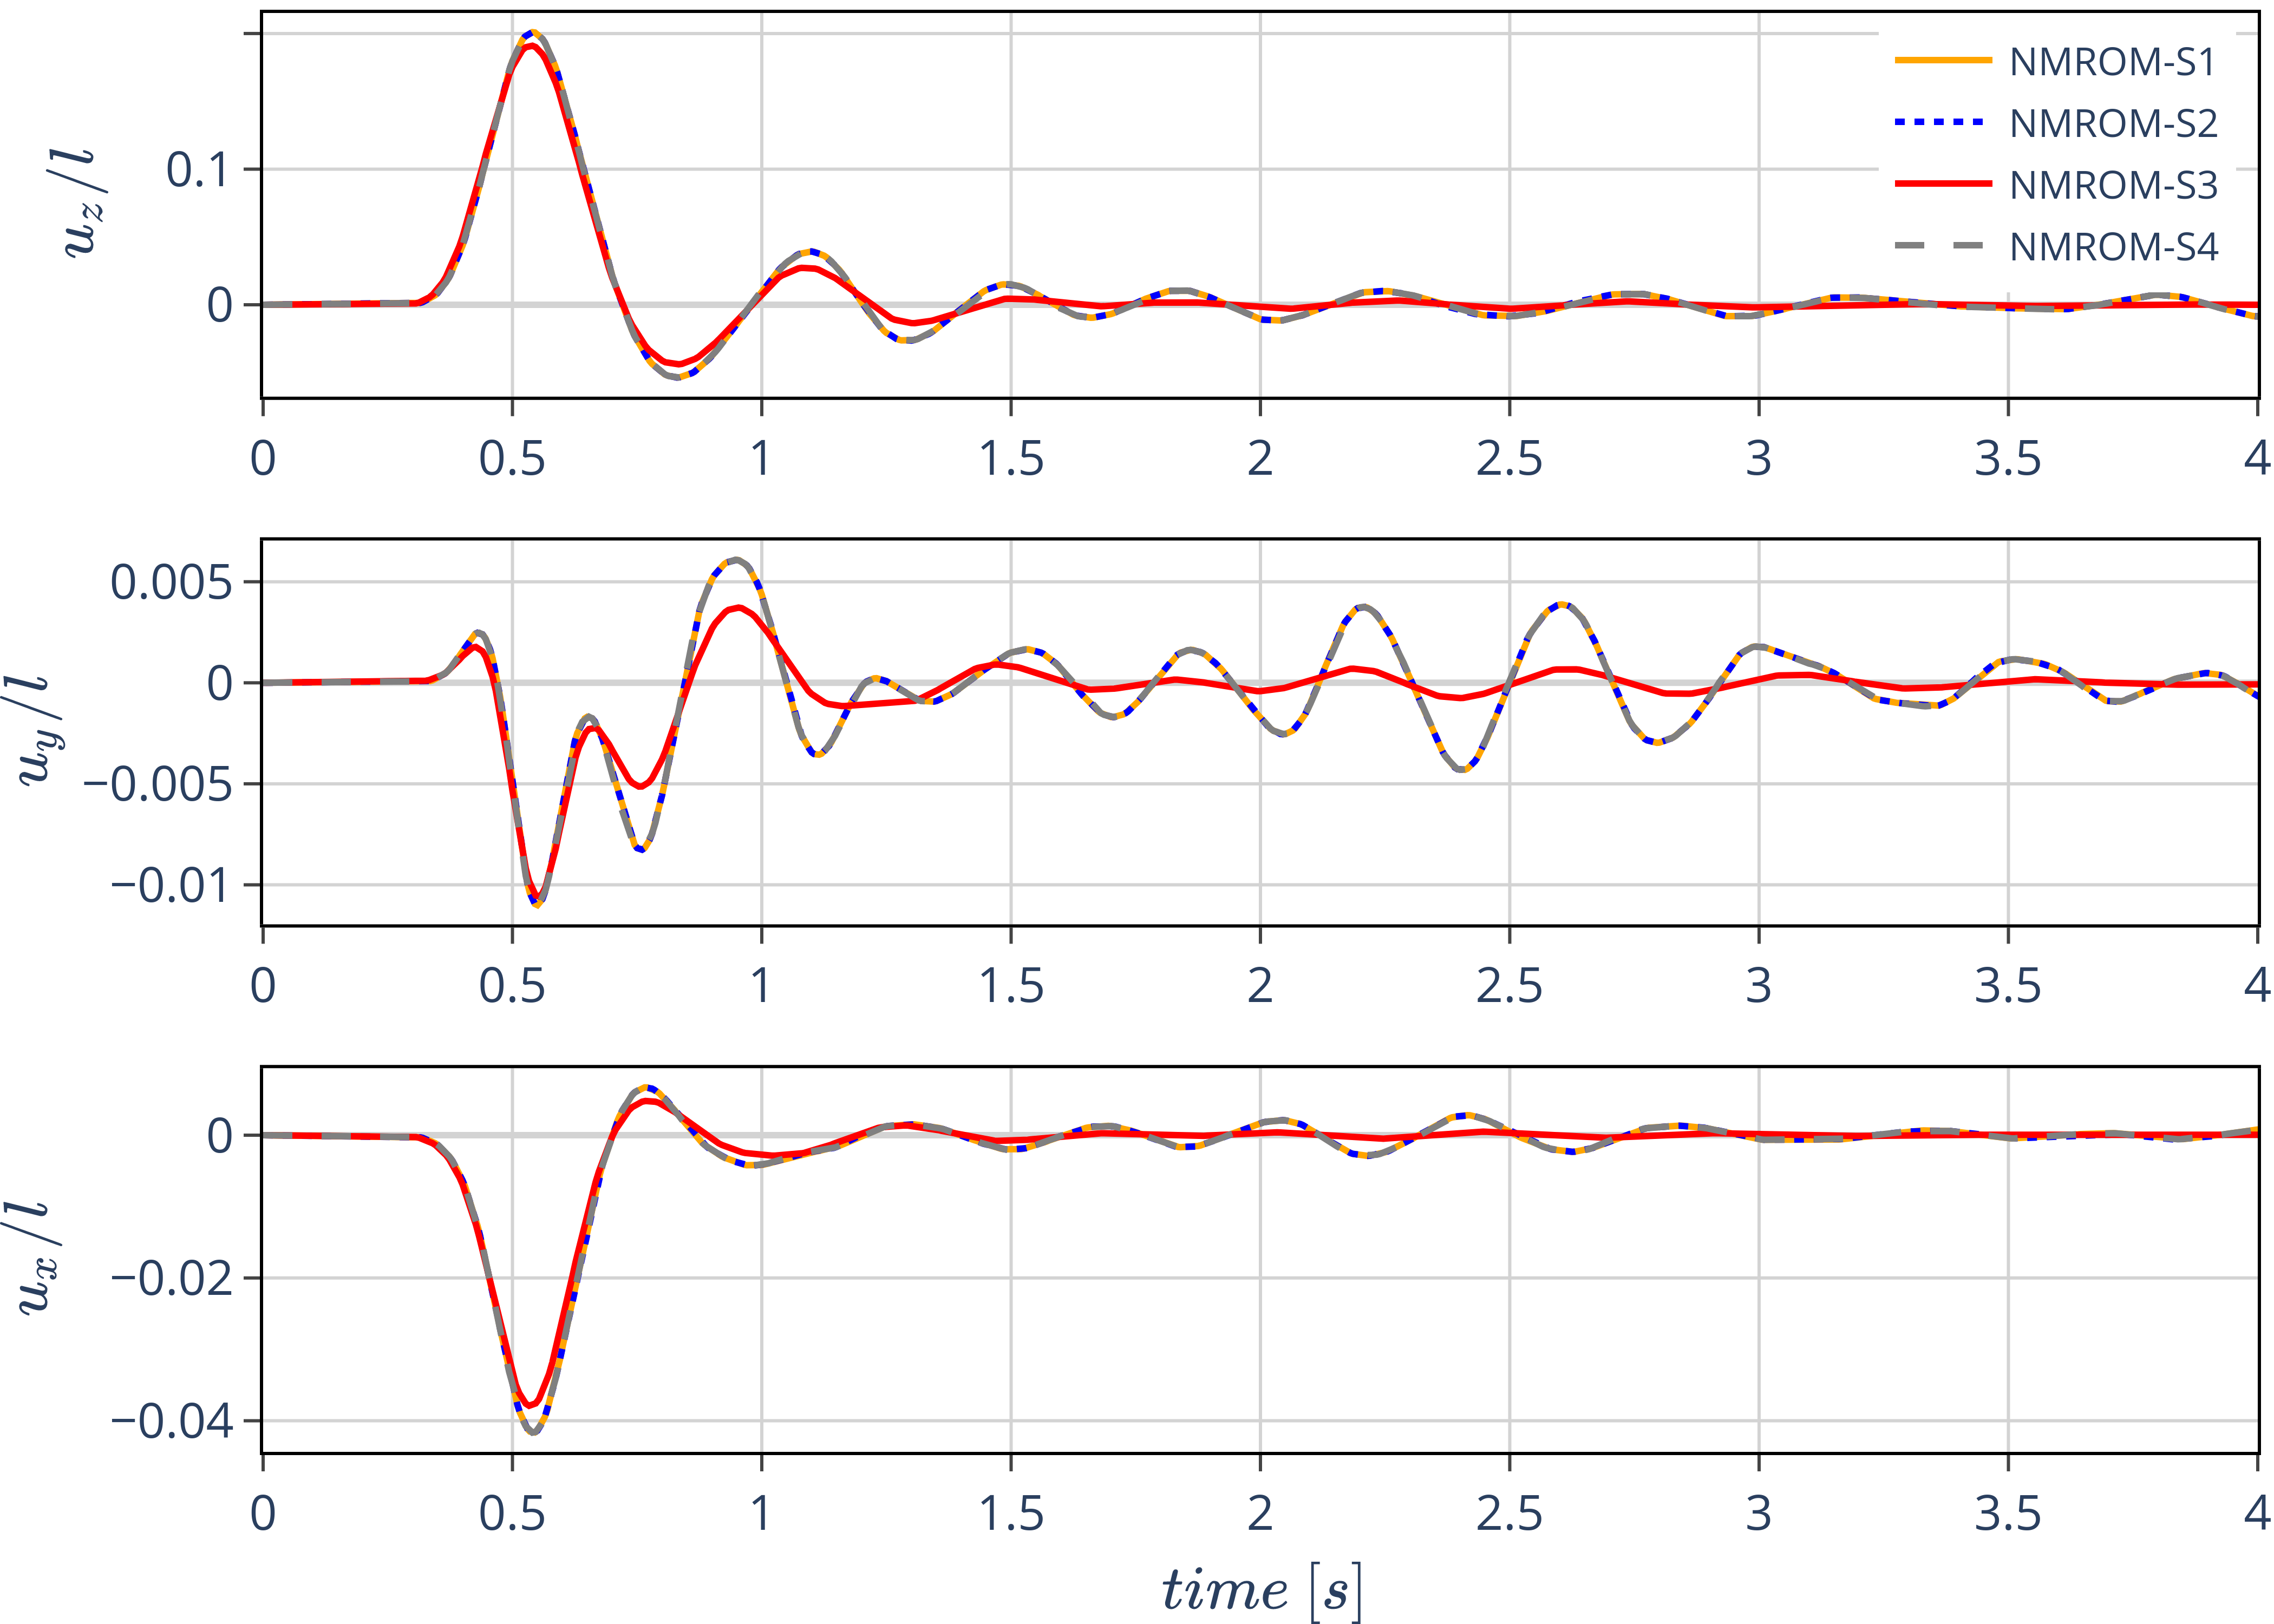 u_z/l
0.1
0
NMROM-S1
NMROM-S2
NMROM-S3
NMROM-S4
0 0.5 1 1.5 2 2.5 3 3.5 4
u_y/l
0.005
0
−0.005
−0.01
0 0.5 1 1.5 2 2.5 3 3.5 4
u_x/l
0
−0.02
−0.04
0 0.5 1 1.5 2 2.5 3 3.5 4
time [s]